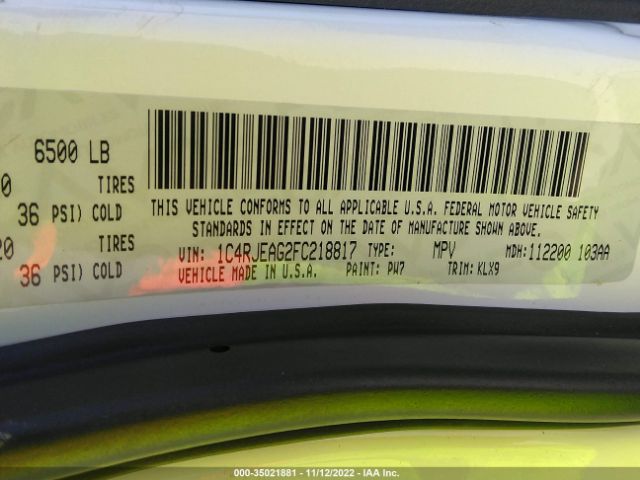 6500 LB
0 TIRES
36 PSI) COLD
20 TIRES
36 PSI) COLD
THIS VEHICLE CONFORMS TO ALL APPLICABLE U.S.A. FEDERAL MOTOR VEHICLE SAFETY
STANDARDS IN EFFECT ON THE DATE OF MANUFACTURE SHOWN ABOVE.
VIN: 1C4RJEAG2FC218817 TYPE: MPV MDH:112200 103AA
VEHICLE MADE IN U.S.A. PAINT: PW7 TRIM: KLX9
000-35021881 - 11/12/2022 - IAA Inc.